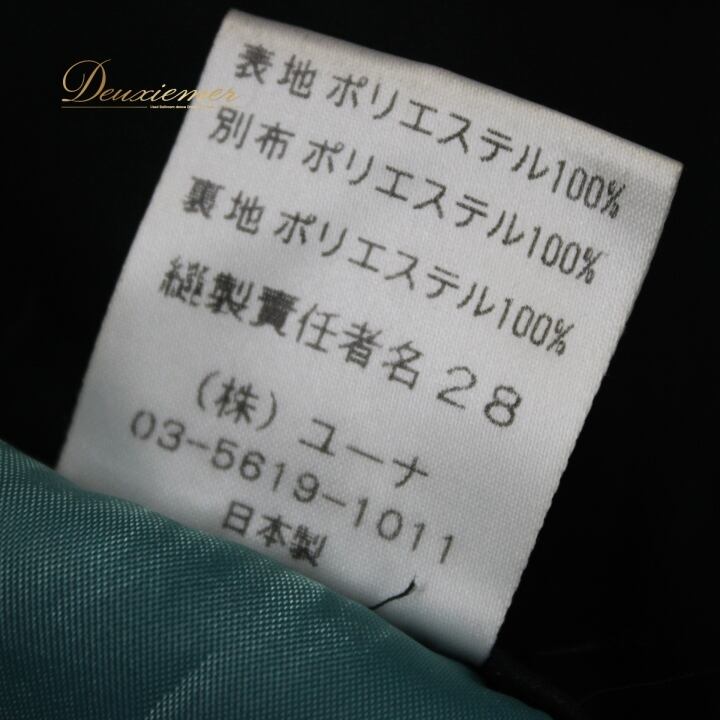 Deuxiemer
表地 ポリエステル100%
別布 ポリエステル100%
裏地 ポリエステル100%
縫製責任者名 28
(株) ユーナ
03-5619-1011
日本製